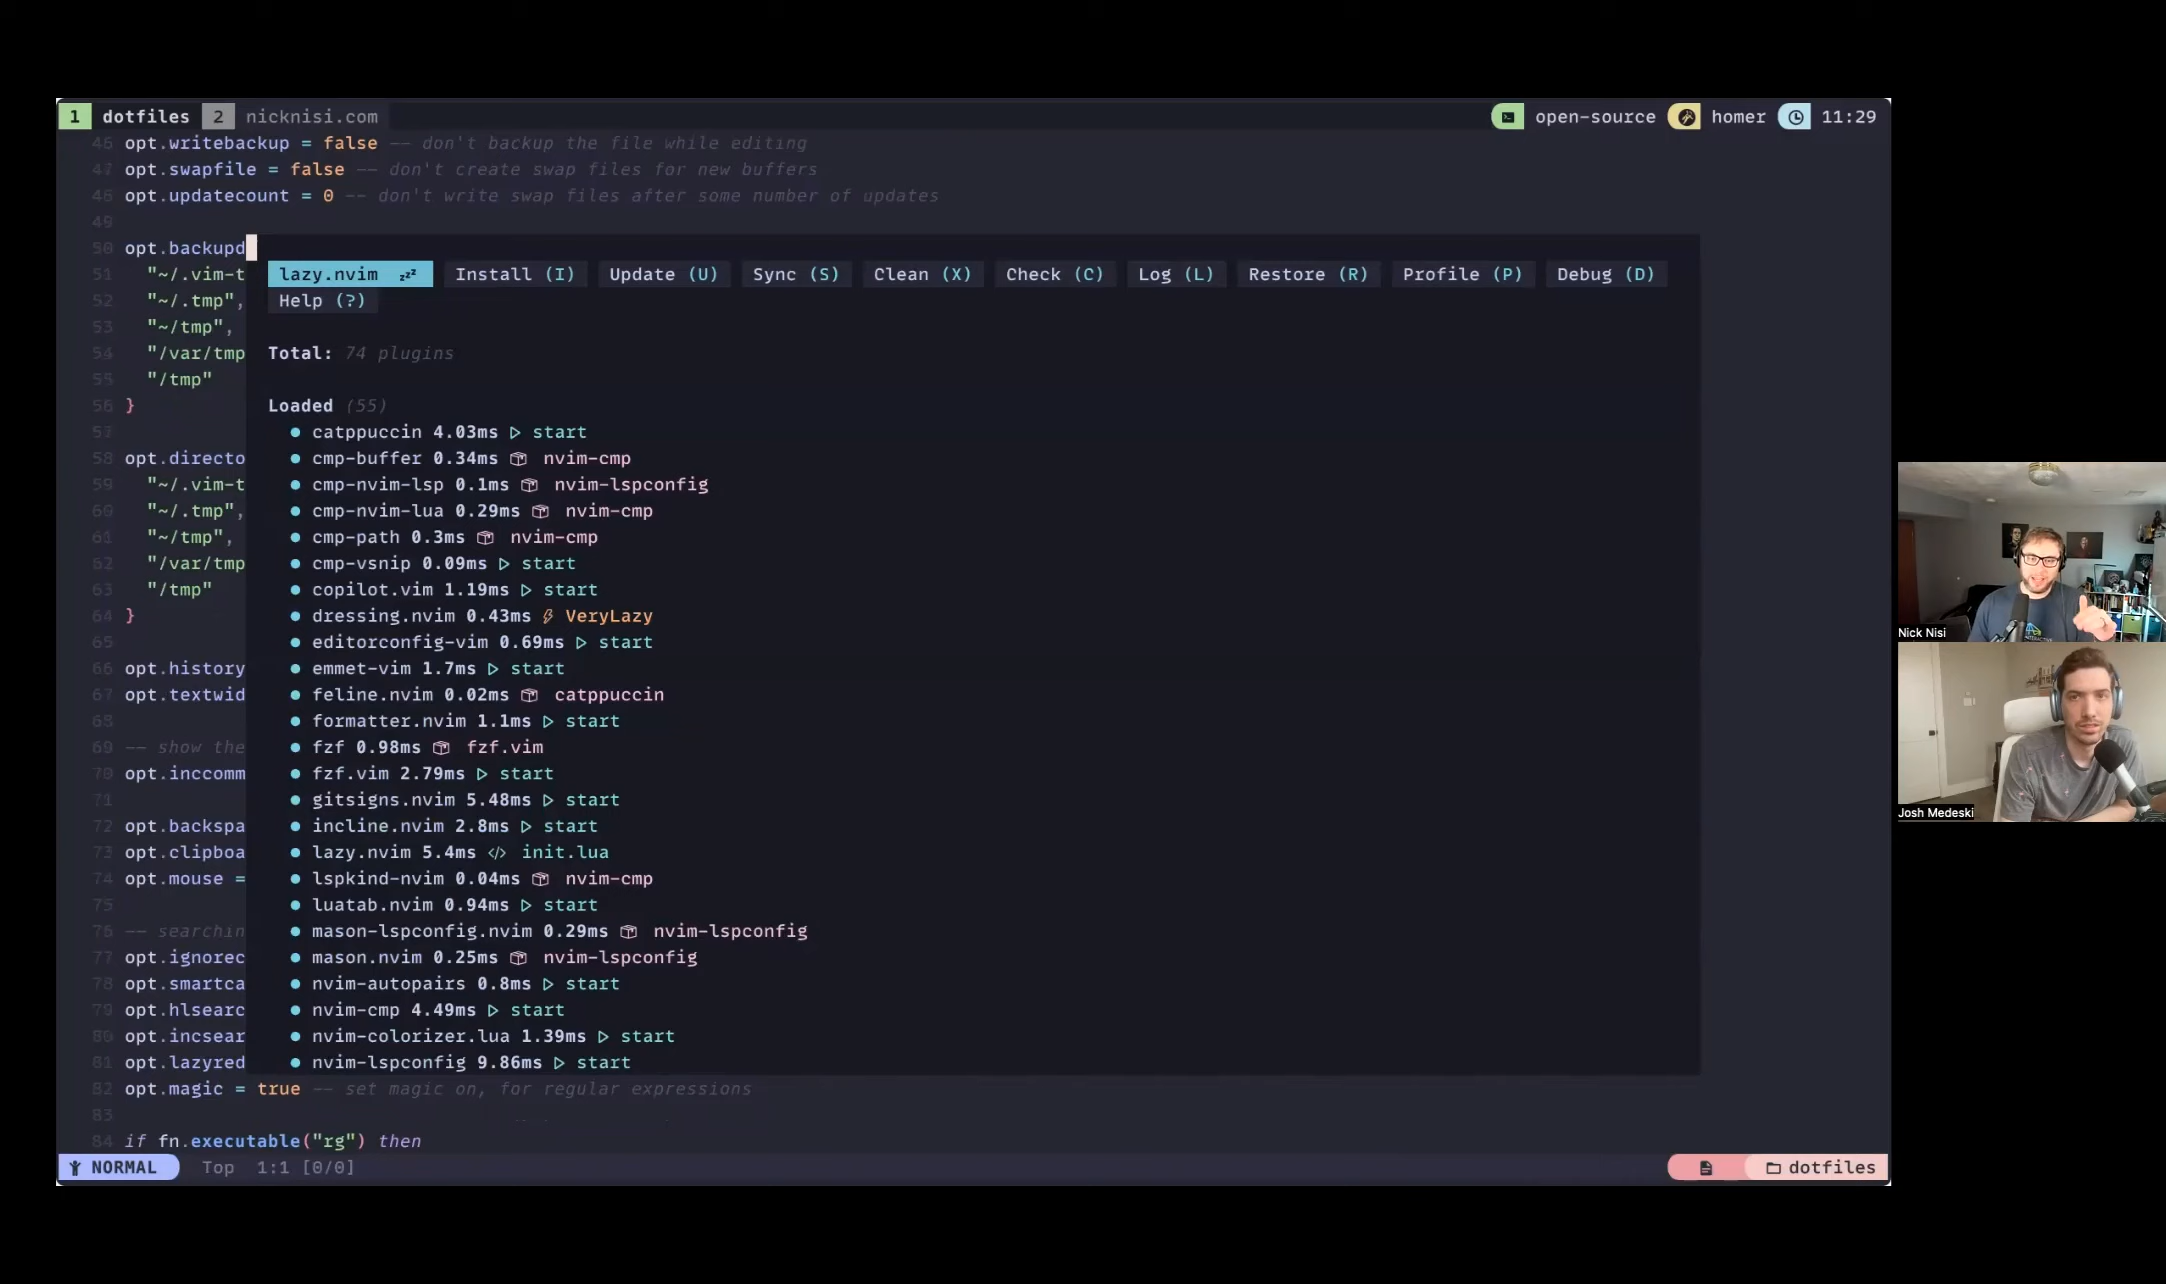 1 dotfiles 2 nicknisi.com open-source homer 11:29
46 opt.writebackup = false -- don't backup the file while editing
47 opt.swapfile = false -- don't create swap files for new buffers
48 opt.updatecount = 0 -- don't write swap files after some number of updates
49
50 opt.backupd
51 "~/.vim-t
lazy.nvim zzz Install (I) Update (U) Sync (S) Clean (X) Check (C) Log (L) Restore (R) Profile (P) Debug (D)
52 "~/.tmp",
Help (?)
53 "~/tmp",
54 "/var/tmp
Total: 74 plugins
55 "/tmp"
56 }
Loaded (55)
57
catppuccin 4.03ms start
58 opt.directo
cmp-buffer 0.34ms nvim-cmp
59 "~/.vim-t
cmp-nvim-lsp 0.1ms nvim-lspconfig
60 "~/.tmp",
cmp-nvim-lua 0.29ms nvim-cmp
61 "~/tmp",
cmp-path 0.3ms nvim-cmp
62 "/var/tmp
cmp-vsnip 0.09ms start
63 "/tmp"
copilot.vim 1.19ms start
64 }
dressing.nvim 0.43ms VeryLazy
65
editorconfig-vim 0.69ms start
66 opt.history
emmet-vim 1.7ms start
67 opt.textwid
feline.nvim 0.02ms catppuccin
68
formatter.nvim 1.1ms start
69 -- show the
fzf 0.98ms fzf.vim
70 opt.inccomm
fzf.vim 2.79ms start
71
gitsigns.nvim 5.48ms start
72 opt.backspa
incline.nvim 2.8ms start
73 opt.clipboa
lazy.nvim 5.4ms </> init.lua
74 opt.mouse =
lspkind-nvim 0.04ms nvim-cmp
75
luatab.nvim 0.94ms start
76 -- searchin
mason-lspconfig.nvim 0.29ms nvim-lspconfig
77 opt.ignorec
mason.nvim 0.25ms nvim-lspconfig
78 opt.smartca
nvim-autopairs 0.8ms start
79 opt.hlsearc
nvim-cmp 4.49ms start
80 opt.incsear
nvim-colorizer.lua 1.39ms start
81 opt.lazyred
nvim-lspconfig 9.86ms start
82 opt.magic = true -- set magic on, for regular expressions
83
84 if fn.executable("rg") then
NORMAL Top 1:1 [0/0] dotfiles
Nick Nisi
Josh Medeski